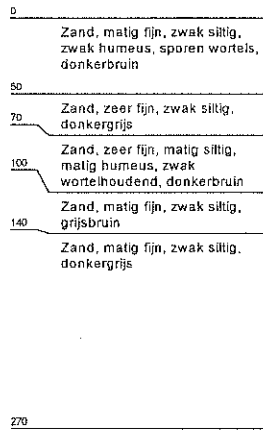 0
Zand, matig fijn, zwak siltig,
zwak humeus, sporen wortels,
donkerbruin
50
Zand, zeer fijn, zwak siltig,
70
donkergrijs
Zand, zeer fijn, matig siltig,
100
matig humeus, zwak
wortelhoudend, donkerbruin
Zand, matig fijn, zwak siltig,
140
grijsbruin
Zand, matig fijn, zwak siltig,
donkergrijs
270